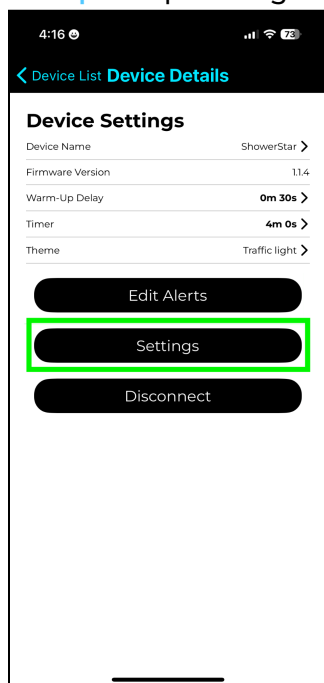 4:16 73
Device List Device Details
Device Settings
Device Name ShowerStar
Firmware Version 1.1.4
Warm-Up Delay 0m 30s
Timer 4m 0s
Theme Traffic light
Edit Alerts
Settings
Disconnect